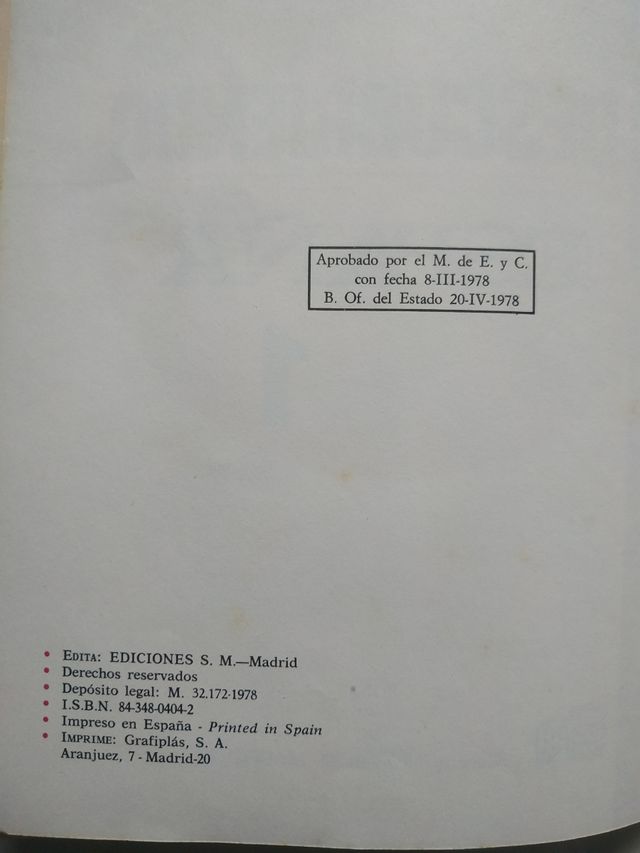 Aprobado por el M. de E. y C.
con fecha 8-III-1978
B. Of. del Estado 20-IV-1978
• EDITA: EDICIONES S. M.—Madrid
• Derechos reservados
• Depósito legal: M. 32.172-1978
• I.S.B.N. 84-348-0404-2
• Impreso en España - Printed in Spain
• IMPRIME: Grafiplás, S. A.
Aranjuez, 7 - Madrid-20